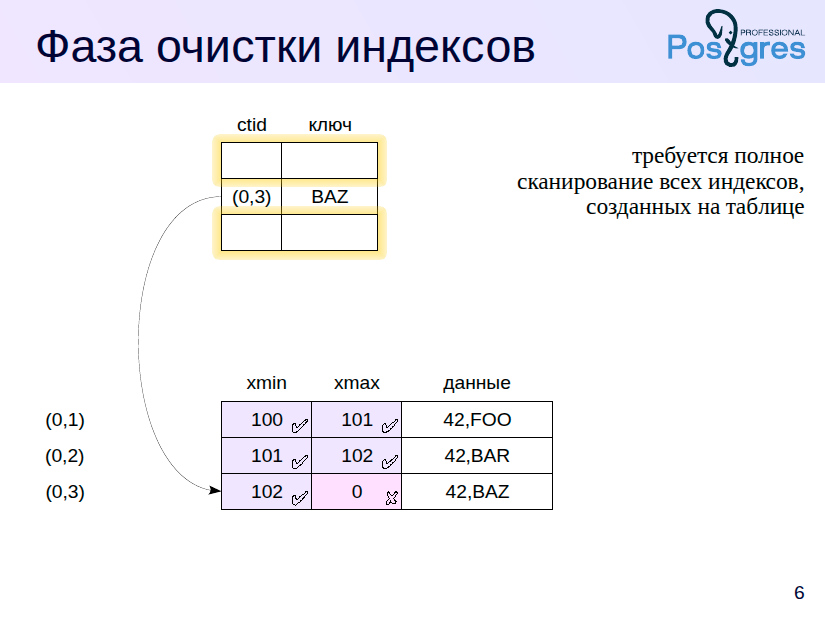 Фаза очистки индексов
PROFESSIONAL
Postgres
ctid ключ
требуется полное
сканирование всех индексов,
созданных на таблице
(0,3) BAZ
xmin xmax данные
(0,1) 100 101 42,FOO
(0,2) 101 102 42,BAR
(0,3) 102 0 42,BAZ
6